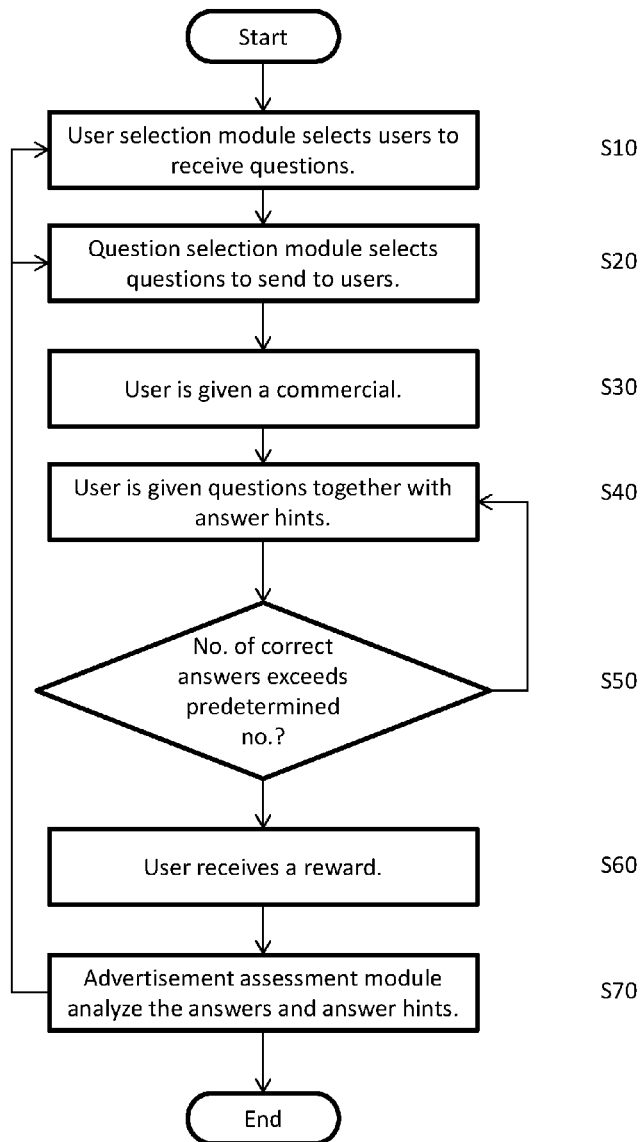 Start
User selection module selects users to
receive questions.
S10
Question selection module selects
questions to send to users.
S20
User is given a commercial.
S30
User is given questions together with
answer hints.
S40
No. of correct
answers exceeds
predetermined
no.?
S50
User receives a reward.
S60
Advertisement assessment module
analyze the answers and answer hints.
S70
End